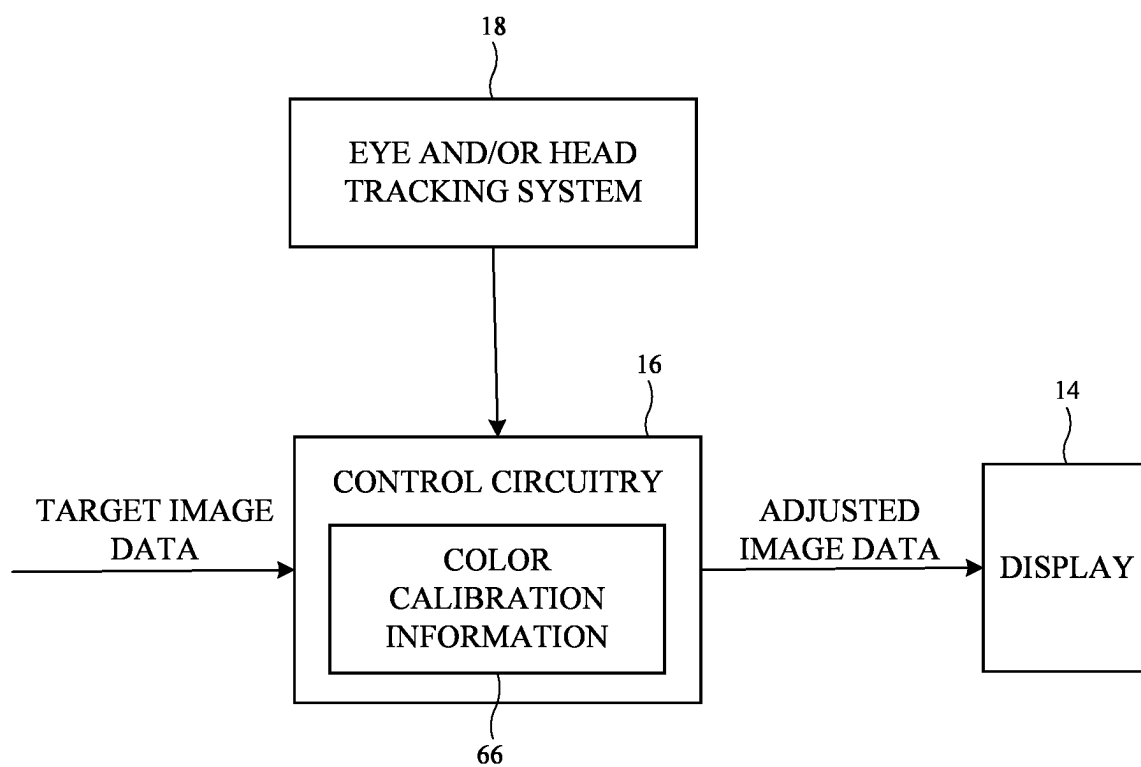 18
EYE AND/OR HEAD
TRACKING SYSTEM
16
14
CONTROL CIRCUITRY
TARGET IMAGE
DATA
COLOR
CALIBRATION
INFORMATION
ADJUSTED
IMAGE DATA
DISPLAY
66